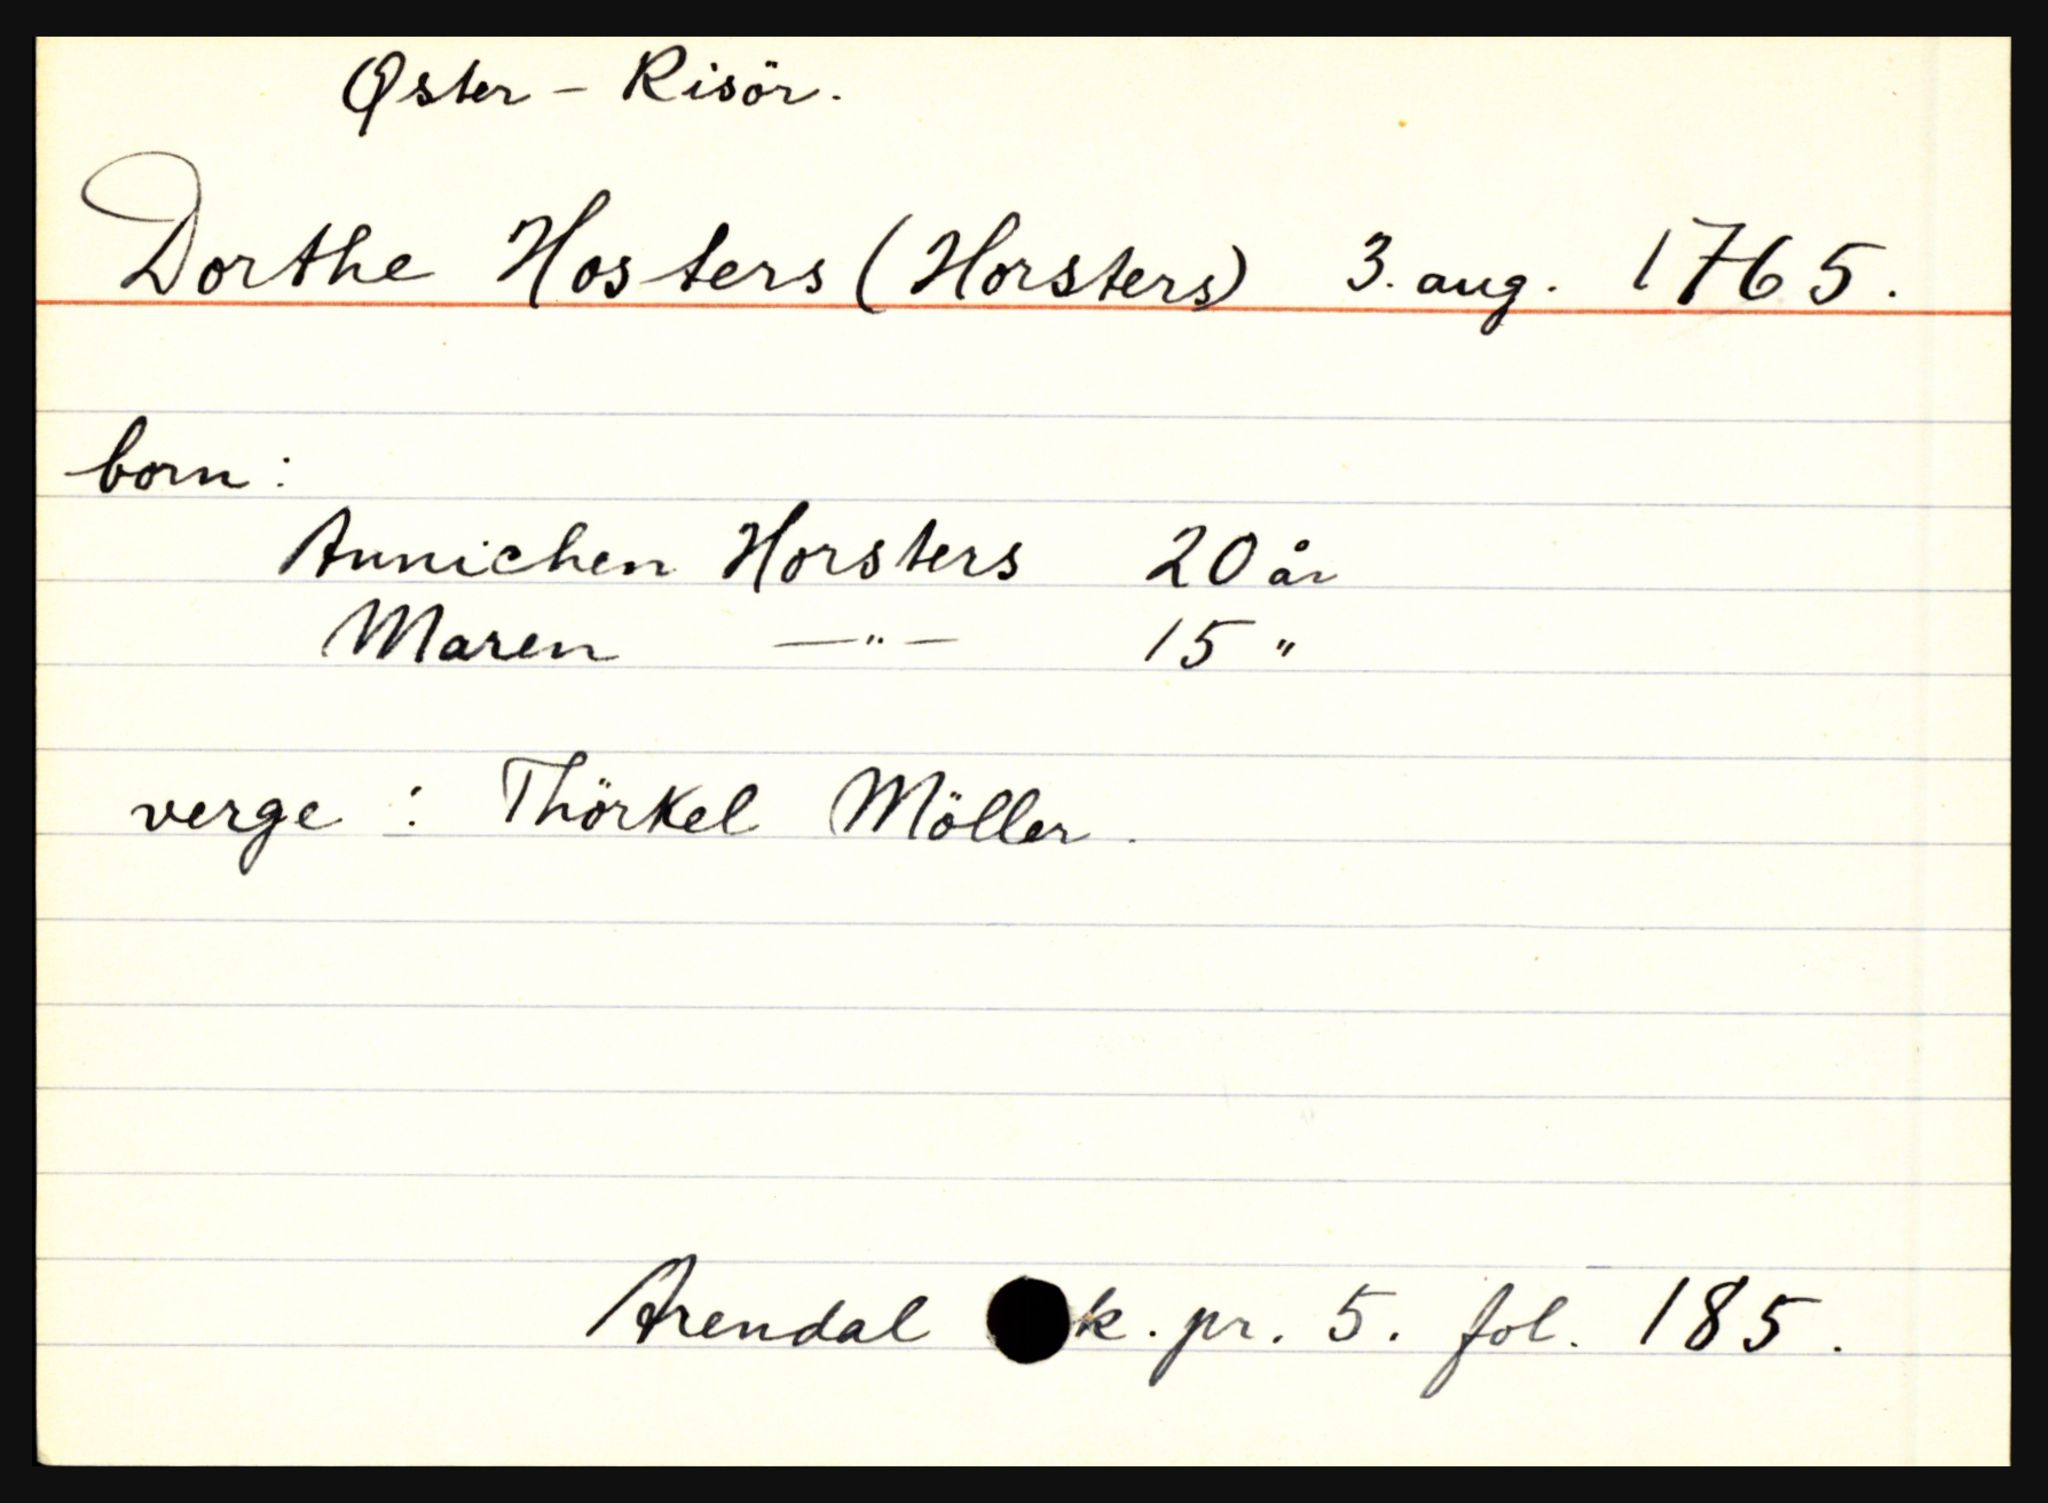 Øster - Risör.
Dorthe Hosters (Horsters) 3. aug. 1765.
born:
Annichen Horsters 20 år
Maren —"— 15 "
verge : Thörkel Möller.
Arendal k. pr. 5. fol. 185.